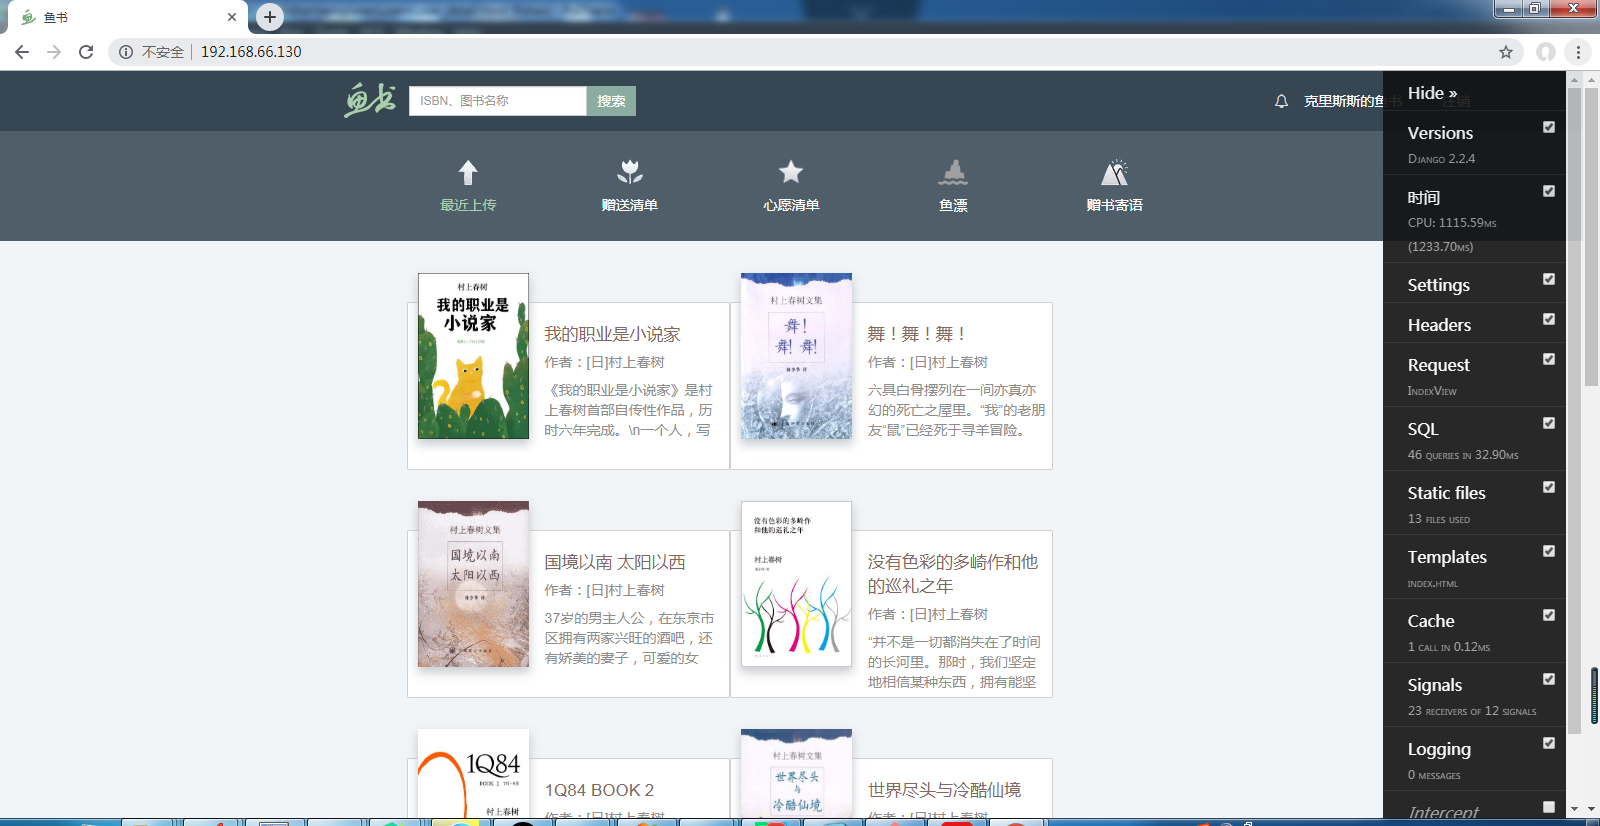 鱼书
不安全
192.168.66.130
鱼书
ISBN、图书名称
搜索
克里斯斯的鱼书
注销
最近上传
赠送清单
心愿清单
鱼漂
赠书寄语
村上春树
我的职业是
小说家
我的职业是小说家
作者：[日]村上春树
《我的职业是小说家》是村
上春树首部自传性作品，历
时六年完成。\n一个人，写
村上春树文集
舞！
舞！舞！
林少华 译
舞！舞！舞！
作者：[日]村上春树
六具白骨摆列在一间亦真亦
幻的死亡之屋里。“我”的老朋
友“鼠”已经死于寻羊冒险。
村上春树文集
国境以南
太阳以西
林少华 译
国境以南 太阳以西
作者：[日]村上春树
37岁的男主人公，在东京市
区拥有两家兴旺的酒吧，还
有娇美的妻子，可爱的女
没有色彩的多崎作
和他的巡礼之年
村上春树
没有色彩的多崎作和他
的巡礼之年
作者：[日]村上春树
“并不是一切都消失在了时间
的长河里。那时，我们坚定
地相信某种东西，拥有能坚
1Q84
BOOK 2
村上春树
1Q84 BOOK 2
作者：[日]村上春树
村上春树文集
世界尽头
与
冷酷仙境
世界尽头与冷酷仙境
作者：[日]村上春树
Hide »
Versions
Django 2.2.4
时间
CPU: 1115.59ms
(1233.70ms)
Settings
Headers
Request
IndexView
SQL
46 queries in 32.90ms
Static files
13 files used
Templates
index.html
Cache
1 call in 0.12ms
Signals
23 receivers of 12 signals
Logging
0 messages
Intercept